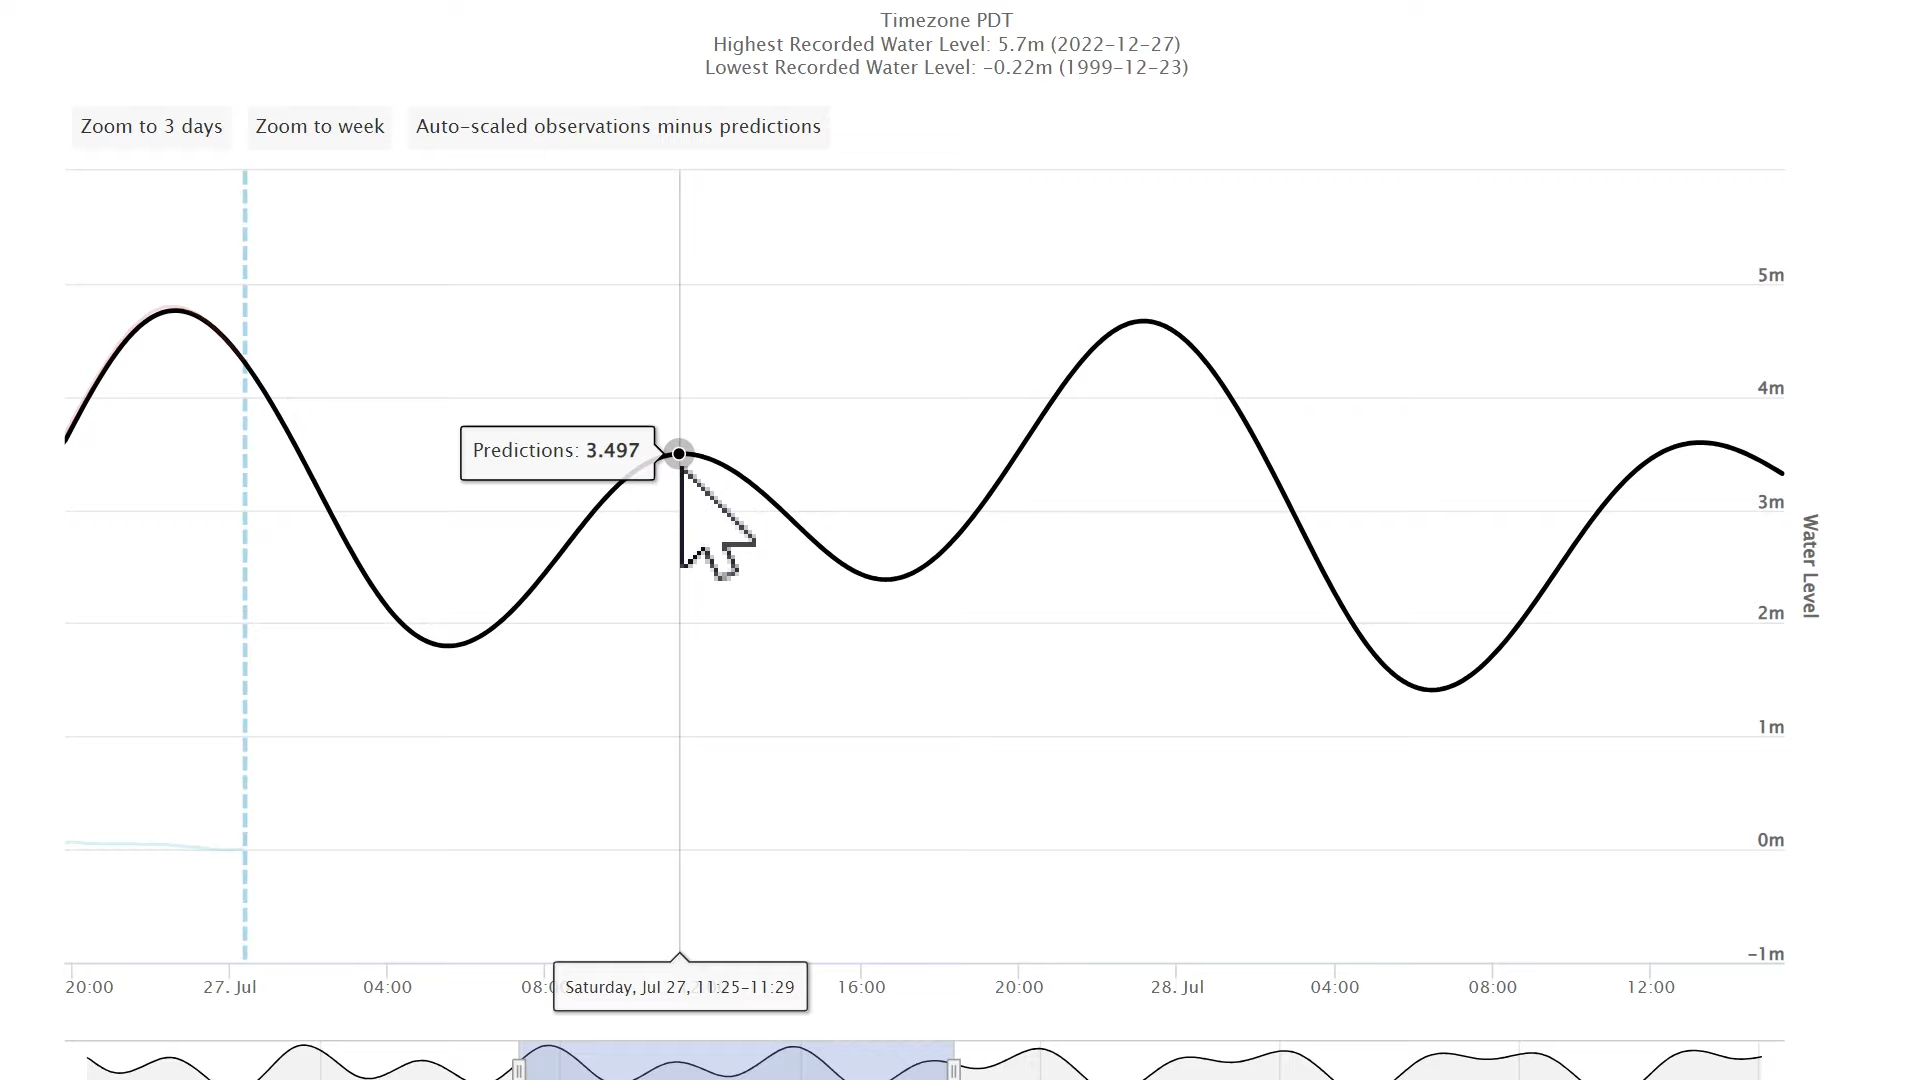 Timezone PDT
Highest Recorded Water Level: 5.7m (2022-12-27)
Lowest Recorded Water Level: -0.22m (1999-12-23)
Zoom to 3 days Zoom to week Auto-scaled observations minus predictions
5m
4m
Predictions: 3.497
3m
Water Level
2m
1m
0m
-1m
20:00 27. Jul 04:00 08:0 Saturday, Jul 27, 11:25-11:29 16:00 20:00 28. Jul 04:00 08:00 12:00